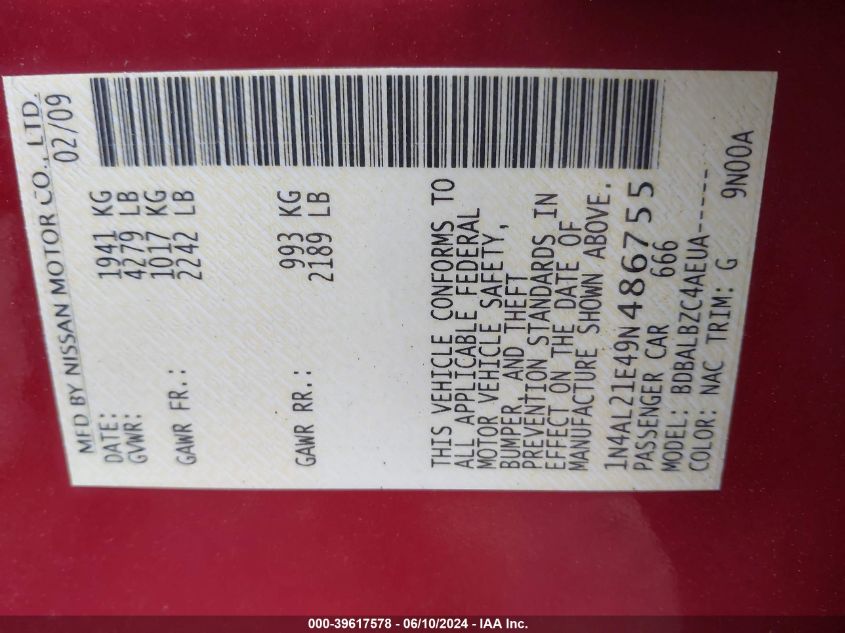 MFD BY NISSAN MOTOR CO., LTD.
DATE: 02/09
GVWR: 1941 KG
4279 LB
GAWR FR.: 1017 KG
2242 LB
GAWR RR.: 993 KG
2189 LB
THIS VEHICLE CONFORMS TO
ALL APPLICABLE FEDERAL
MOTOR VEHICLE SAFETY,
BUMPER, AND THEFT
PREVENTION STANDARDS IN
EFFECT ON THE DATE OF
MANUFACTURE SHOWN ABOVE.
1N4AL21E49N486755
PASSENGER CAR 666
MODEL: BDBALBZC4AEUA-----
COLOR: NAC TRIM: G 9N00A
000-39617578 - 06/10/2024 - IAA Inc.